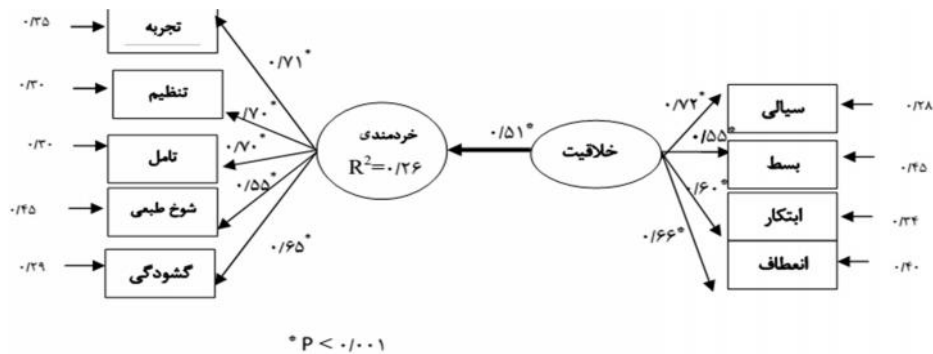 تجربه
۰/۳۵
۰/۷۱*
تنظیم
۰/۳۰
۰/۷۰*
تامل
۰/۳۰
۰/۷۰*
شوخ طبعی
۰/۴۵
۰/۵۵*
گشودگی
۰/۲۹
۰/۶۵*
خردمندی
R²=۰/۲۶
۰/۵۱*
خلاقیت
۰/۷۲*
سیالی
۰/۲۸
۰/۵۵*
بسط
۰/۴۵
۰/۶۰*
ابتکار
۰/۳۴
۰/۶۶*
انعطاف
۰/۴۰
* P < ۰/۰۰۱